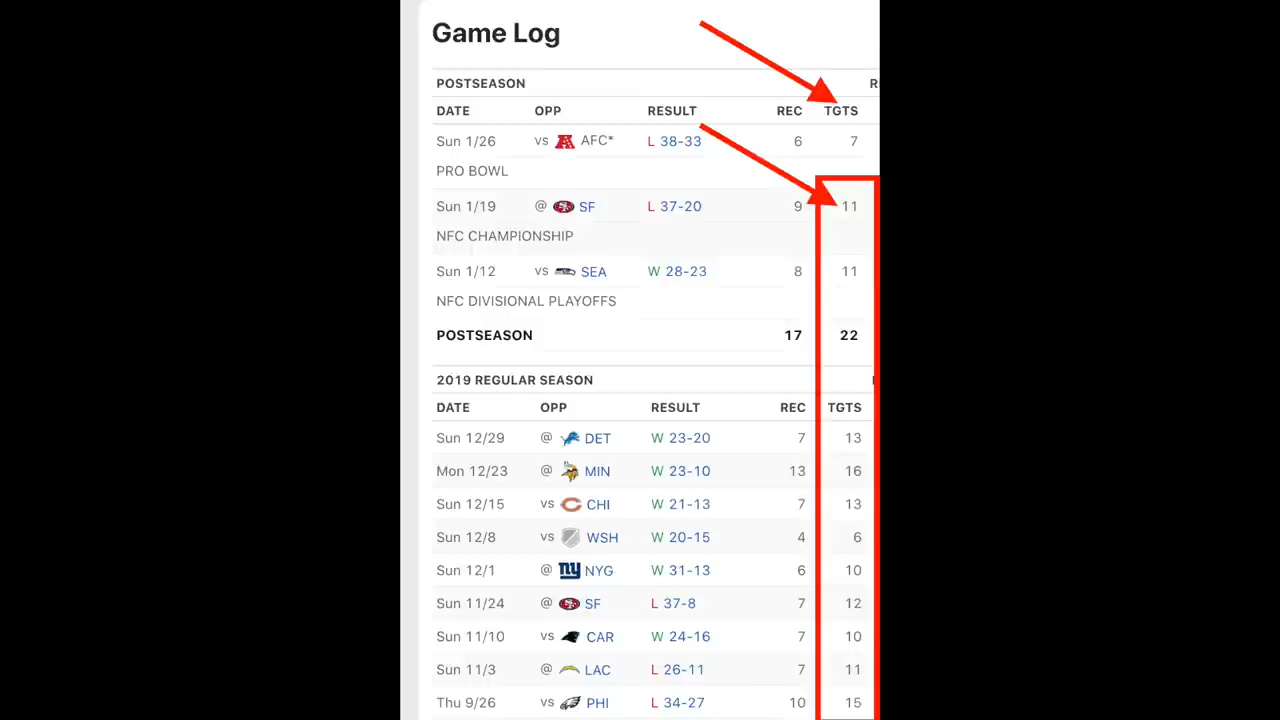 Game Log
POSTSEASON R
DATE OPP RESULT REC TGTS
Sun 1/26 vs AFC* L 38-33 6 7
PRO BOWL
Sun 1/19 @ SF L 37-20 9 11
NFC CHAMPIONSHIP
Sun 1/12 vs SEA W 28-23 8 11
NFC DIVISIONAL PLAYOFFS
POSTSEASON 17 22
2019 REGULAR SEASON
DATE OPP RESULT REC TGTS
Sun 12/29 @ DET W 23-20 7 13
Mon 12/23 @ MIN W 23-10 13 16
Sun 12/15 vs CHI W 21-13 7 13
Sun 12/8 vs WSH W 20-15 4 6
Sun 12/1 @ ny NYG W 31-13 6 10
Sun 11/24 @ SF L 37-8 7 12
Sun 11/10 vs CAR W 24-16 7 10
Sun 11/3 @ LAC L 26-11 7 11
Thu 9/26 vs PHI L 34-27 10 15